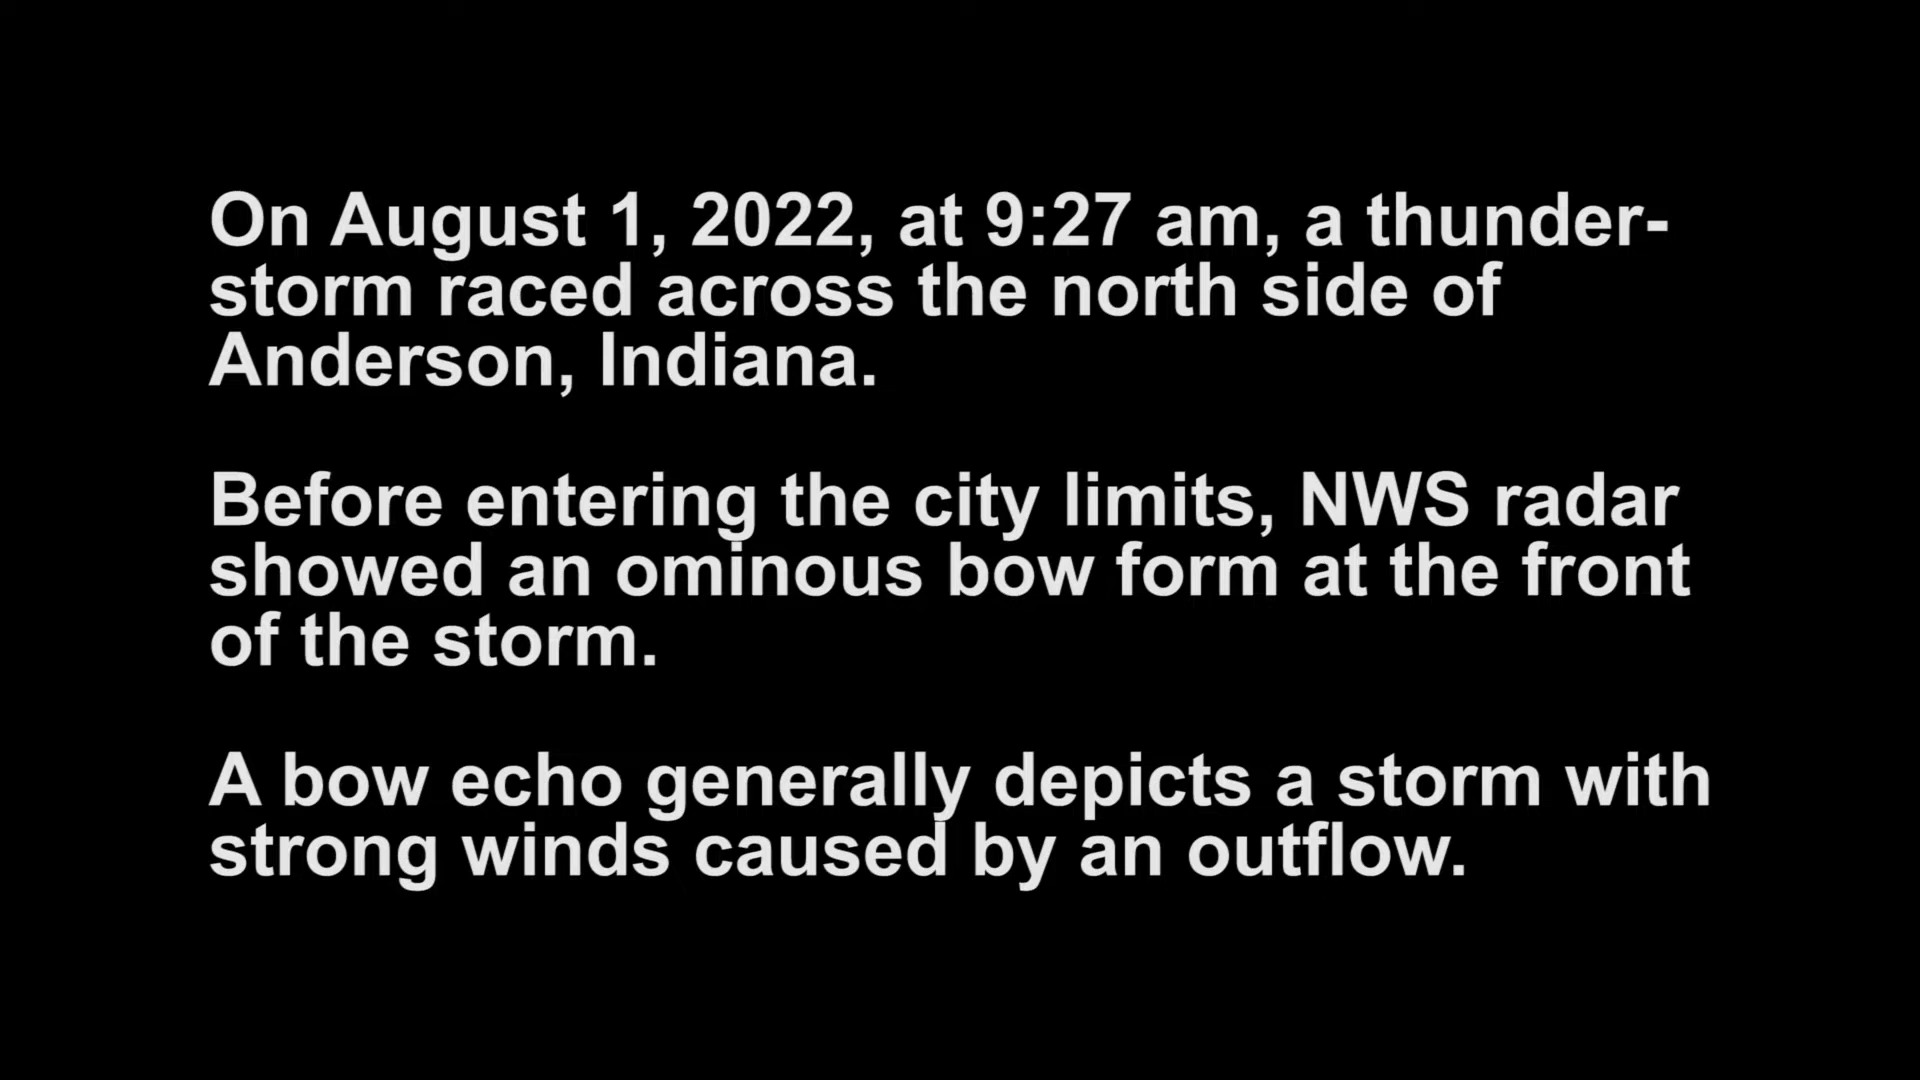 On August 1, 2022, at 9:27 am, a thunder-
storm raced across the north side of
Anderson, Indiana.
Before entering the city limits, NWS radar
showed an ominous bow form at the front
of the storm.
A bow echo generally depicts a storm with
strong winds caused by an outflow.